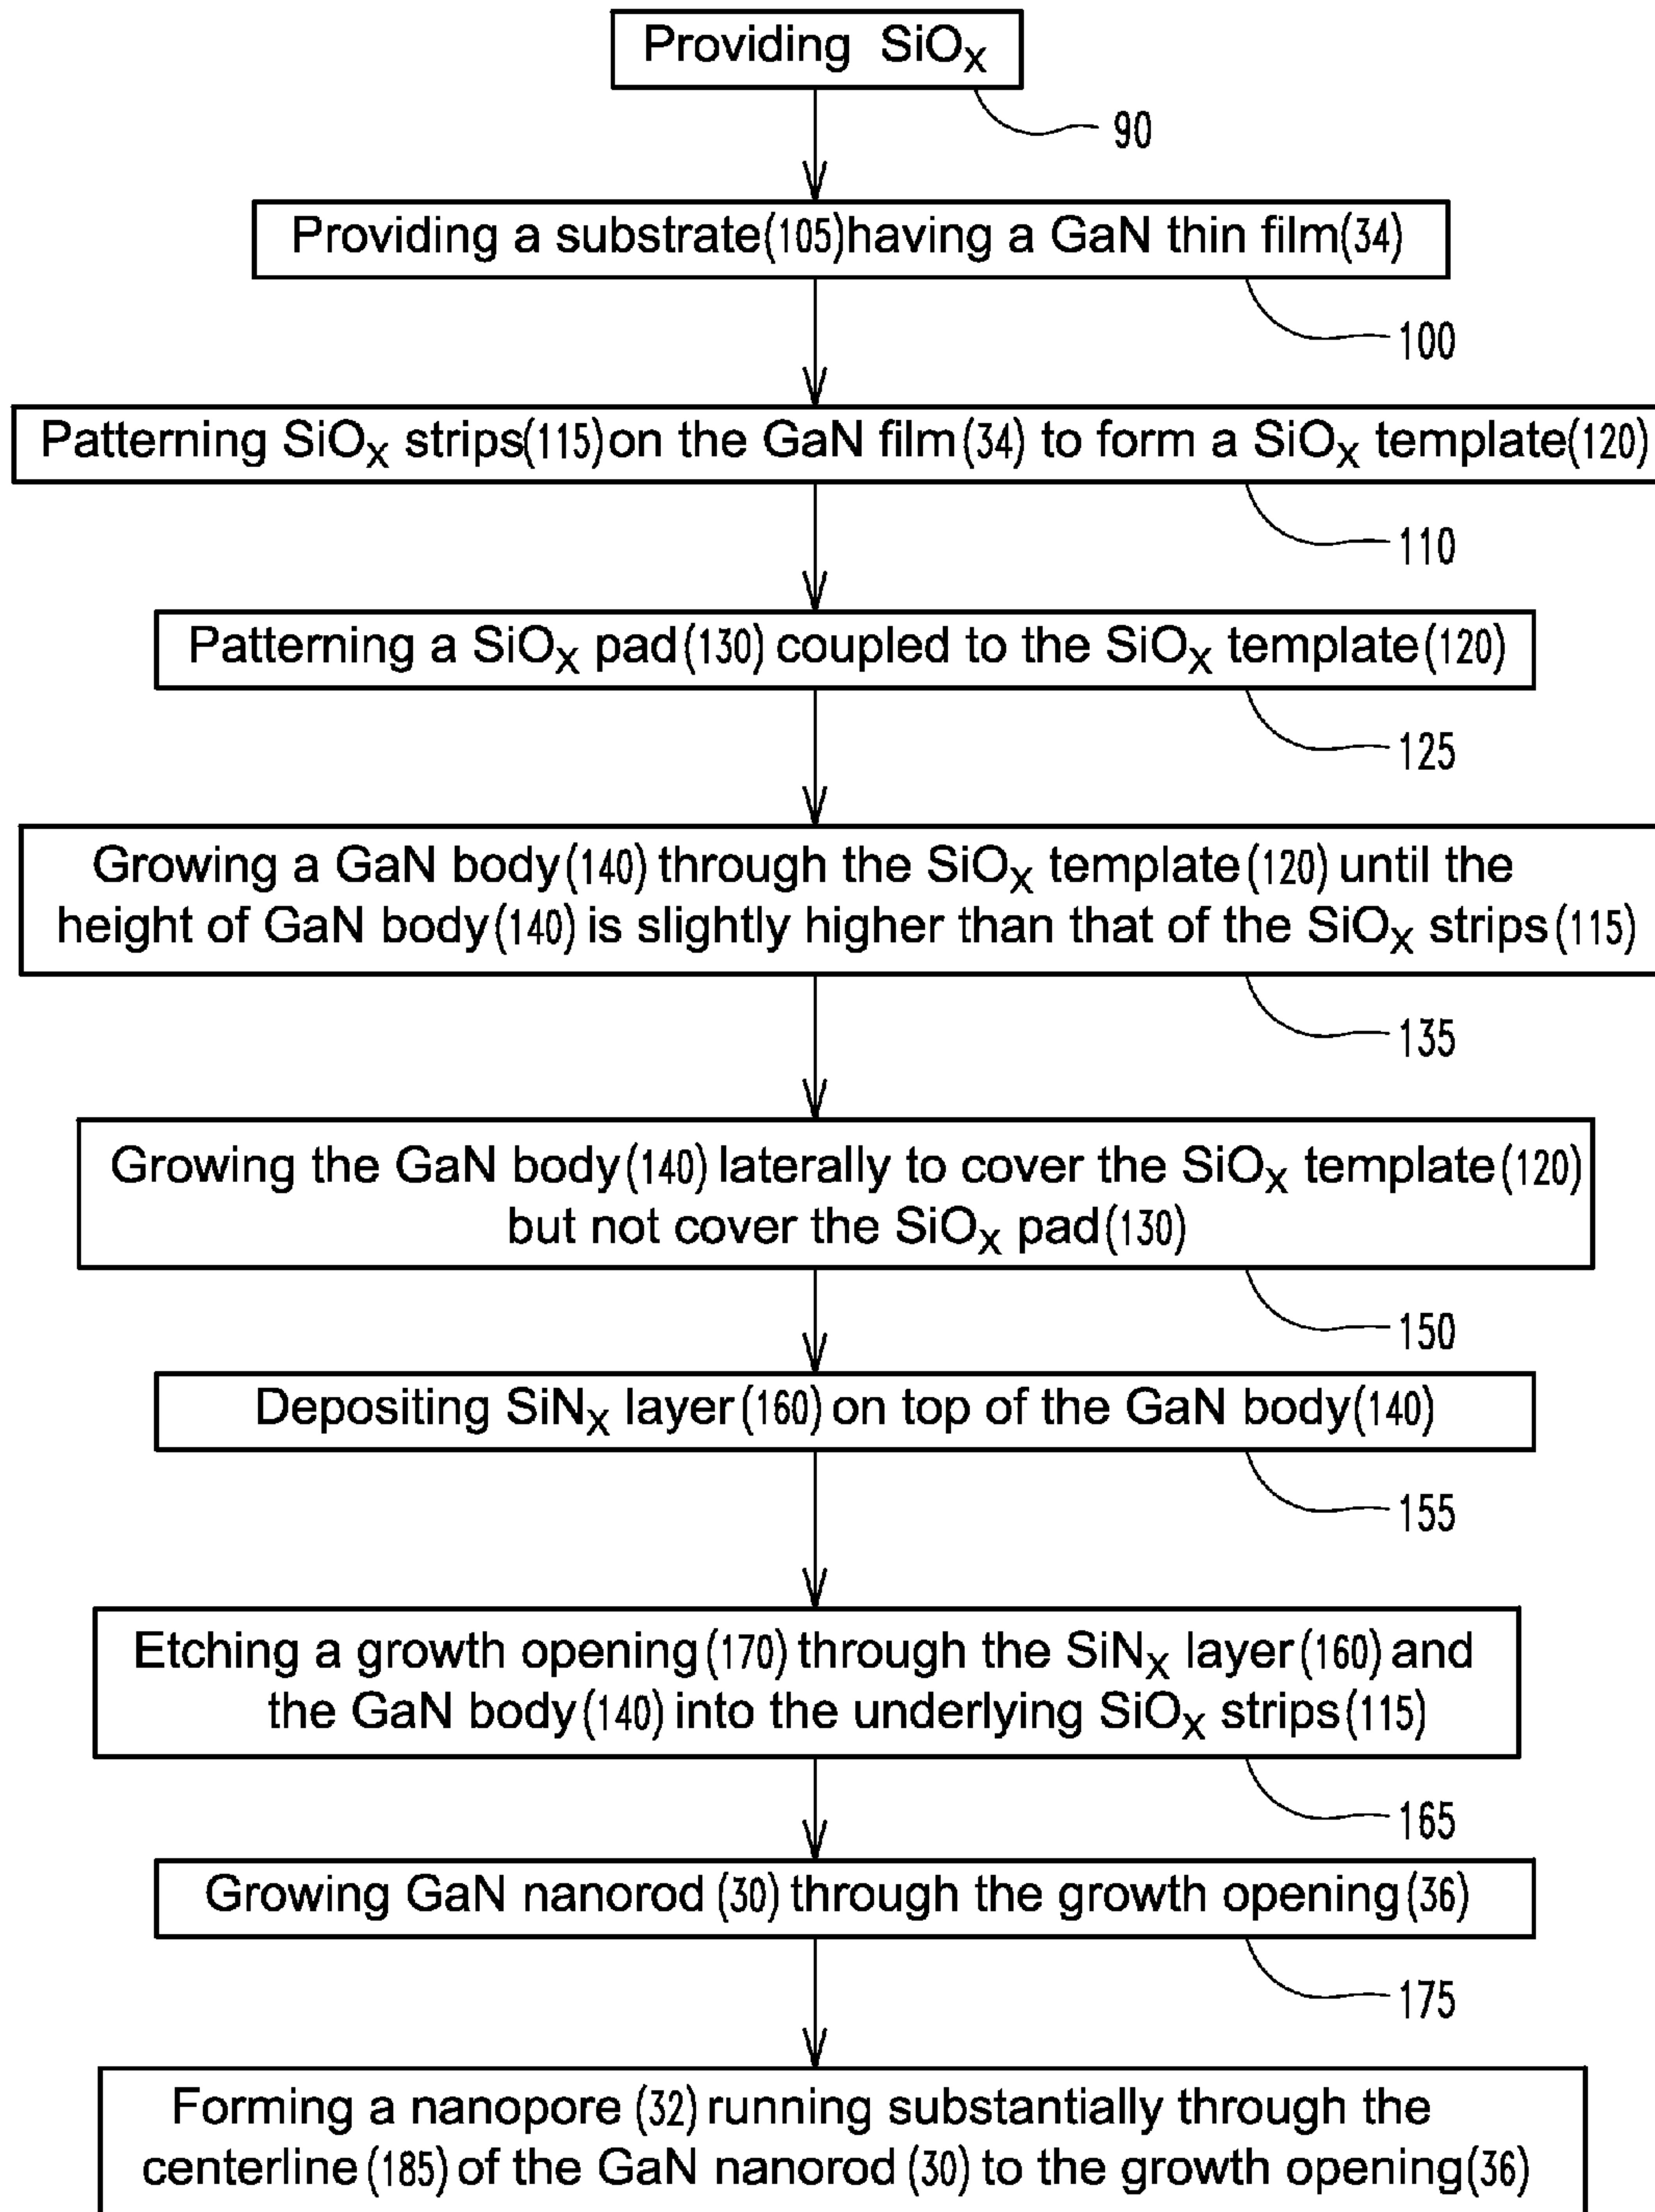 Providing SiOX
90
Providing a substrate(105)having a GaN thin film(34)
100
Patterning SiOX strips(115)on the GaN film(34) to form a SiOX template(120)
110
Patterning a SiOX pad(130) coupled to the SiOX template(120)
125
Growing a GaN body(140) through the SiOX template(120) until the
height of GaN body(140) is slightly higher than that of the SiOX strips(115)
135
Growing the GaN body(140) laterally to cover the SiOX template(120)
but not cover the SiOX pad(130)
150
Depositing SiNX layer(160) on top of the GaN body(140)
155
Etching a growth opening(170) through the SiNX layer(160) and
the GaN body(140) into the underlying SiOX strips(115)
165
Growing GaN nanorod (30) through the growth opening(36)
175
Forming a nanopore (32) running substantially through the
centerline(185) of the GaN nanorod (30) to the growth opening(36)